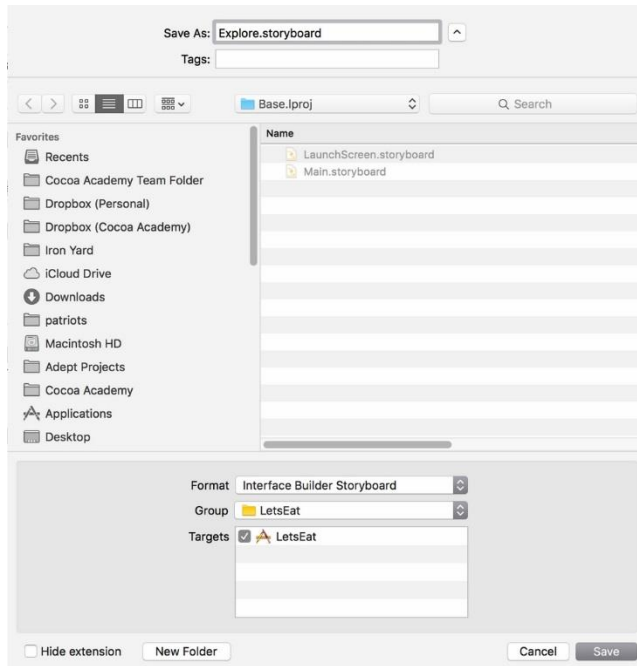 Save As: Explore.storyboard
Tags:
Base.lproj
Search
Favorites
Recents
Cocoa Academy Team Folder
Dropbox (Personal)
Dropbox (Cocoa Academy)
Iron Yard
iCloud Drive
Downloads
patriots
Macintosh HD
Adept Projects
Cocoa Academy
Applications
Desktop
Name
LaunchScreen.storyboard
Main.storyboard
Format Interface Builder Storyboard
Group LetsEat
Targets LetsEat
Hide extension New Folder Cancel Save